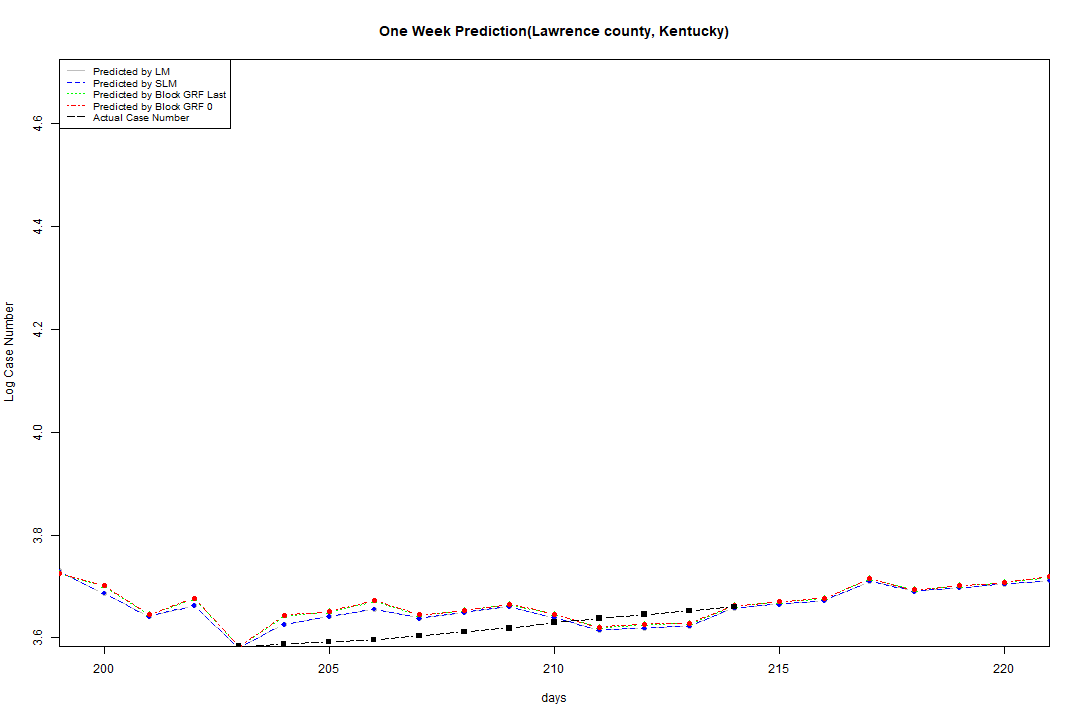 One Week Prediction(Lawrence county, Kentucky)
Predicted by LM
Predicted by SLM
Predicted by Block GRF Last
Predicted by Block GRF 0
Actual Case Number
4.6
4.4
4.2
4.0
3.8
3.6
Log Case Number
200 205 210 215 220
days